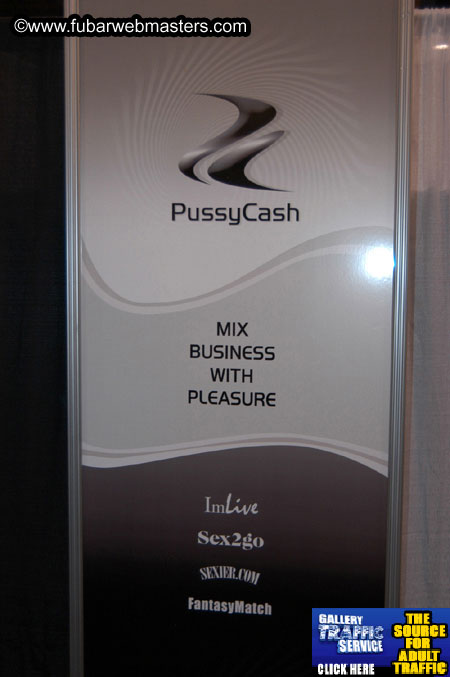 ©www.fubarwebmasters.com
PussyCash
MIX
BUSINESS
WITH
PLEASURE
ImLive
Sex2go
SEXIER.COM
FantasyMatch
GALLERY
TRAFFIC
SERVICE
CLICK HERE
THE
SOURCE
FOR
ADULT
TRAFFIC